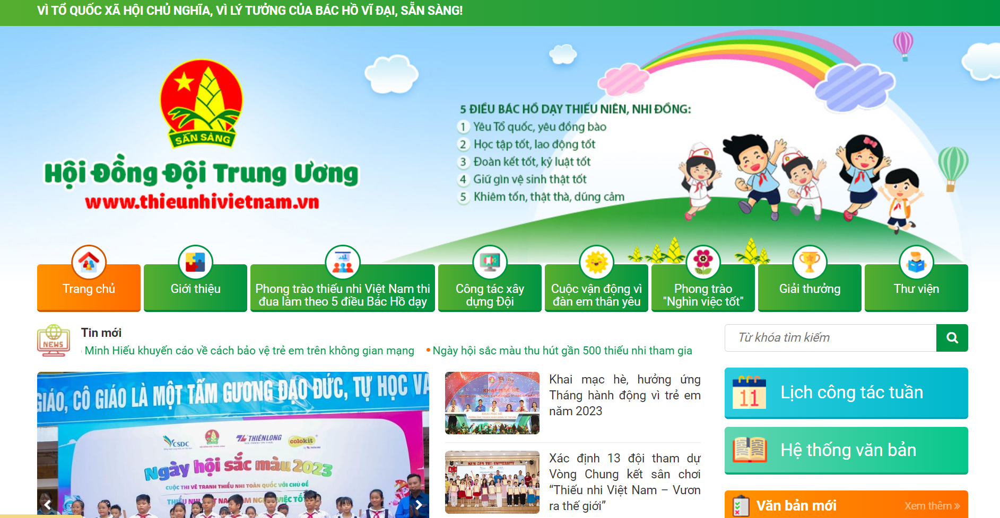 VÌ TỔ QUỐC XÃ HỘI CHỦ NGHĨA, VÌ LÝ TƯỞNG CỦA BÁC HỒ VĨ ĐẠI, SẴN SÀNG!
SẴN SÀNG
Hội Đồng Đội Trung Ương
www.thieunhivietnam.vn
5 ĐIỀU BÁC HỒ DẠY THIẾU NIÊN, NHI ĐỒNG:
1 Yêu Tổ quốc, yêu đồng bào
2 Học tập tốt, lao động tốt
3 Đoàn kết tốt, kỷ luật tốt
4 Giữ gìn vệ sinh thật tốt
5 Khiêm tốn, thật thà, dũng cảm
Trang chủ
Giới thiệu
Phong trào thiếu nhi Việt Nam thi
đua làm theo 5 điều Bác Hồ dạy
Công tác xây
dựng Đội
Cuộc vận động vì
đàn em thân yêu
Phong trào
"Nghìn việc tốt"
Giải thưởng
Thư viện
NEWS
Tin mới
Minh Hiếu khuyến cáo về cách bảo vệ trẻ em trên không gian mạng
Ngày hội sắc màu thu hút gần 500 thiếu nhi tham gia
Từ khóa tìm kiếm
GIÁO, CÔ GIÁO LÀ MỘT TẤM GƯƠNG ĐẠO ĐỨC, TỰ HỌC VÀ
CSDC
THIÊN LONG
colokit
Ngày hội sắc màu 2023
CUỘC THI VẼ TRANH THIẾU NHI TOÀN QUỐC VỚI CHỦ ĐỀ
THIẾU NHI VIỆT NAM
VIỆC TỐT
KHAI MẠC HÈ
Khai mạc hè, hưởng ứng
Tháng hành động vì trẻ em
năm 2023
NAM CAN THO UNIVERSITY
Xác định 13 đội tham dự
Vòng Chung kết sân chơi
“Thiếu nhi Việt Nam – Vươn
ra thế giới”
11
Lịch công tác tuần
Hệ thống văn bản
Văn bản mới
Xem thêm »